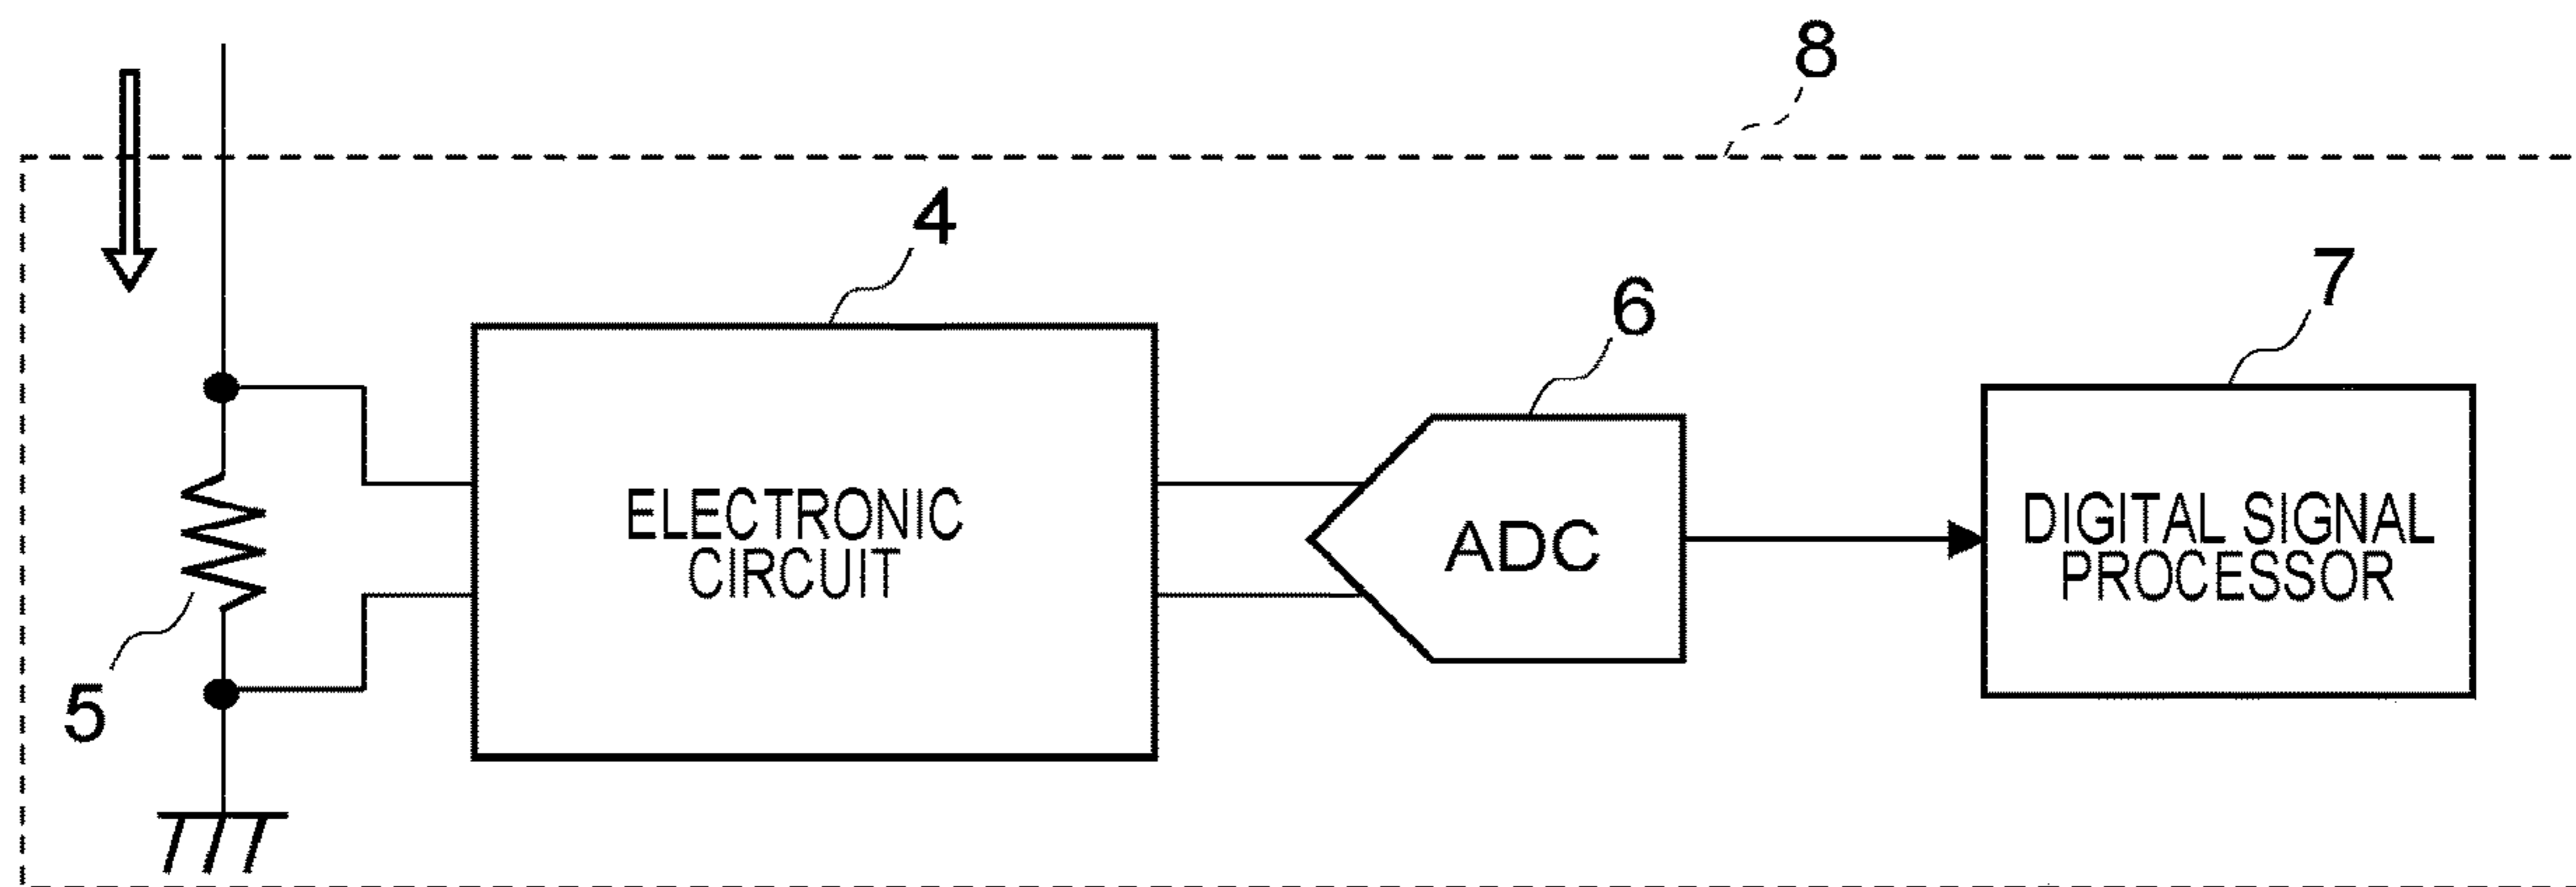 8
4
6
7
ELECTRONIC
CIRCUIT
ADC
DIGITAL SIGNAL
PROCESSOR
5